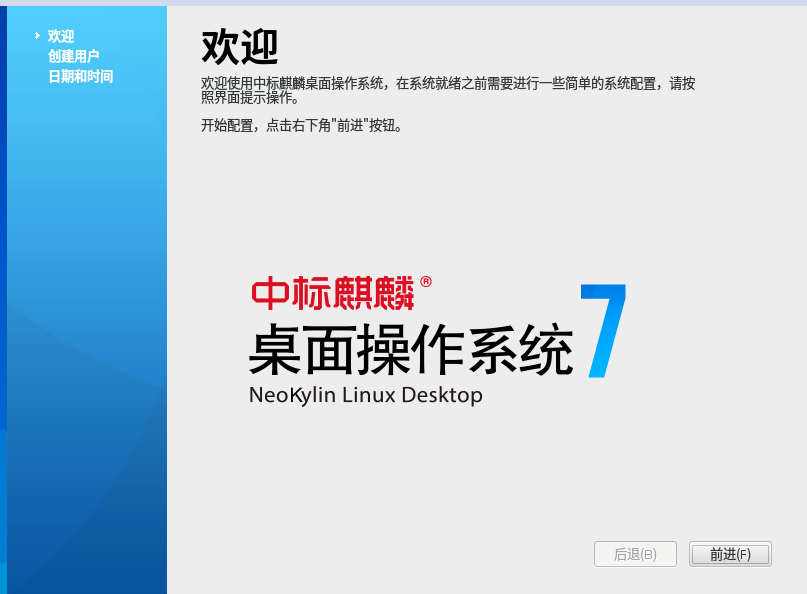 欢迎
创建用户
日期和时间
欢迎
欢迎使用中标麒麟桌面操作系统，在系统就绪之前需要进行一些简单的系统配置，请按
照界面提示操作。
开始配置，点击右下角"前进"按钮。
中标麒麟®
桌面操作系统 7
NeoKylin Linux Desktop
后退(B)
前进(F)